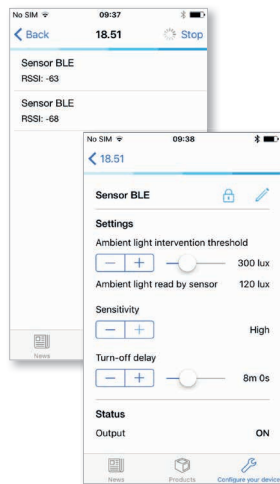 No SIM 09:37
Back 18.51 Stop
Sensor BLE
RSSI: -63
Sensor BLE
RSSI: -68
News
No SIM 09:38
18.51
Sensor BLE
Settings
Ambient light intervention threshold
− + 300 lux
Ambient light read by sensor 120 lux
Sensitivity
− + High
Turn-off delay
− + 8m 0s
Status
Output ON
News Products Configure your device